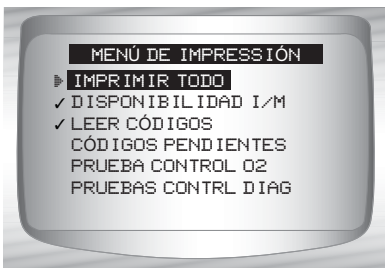 MENÚ DE IMPRESSIÓN
IMPRIMIR TODO
✓ DISPONIBILIDAD I/M
✓ LEER CÓDIGOS
CÓDIGOS PENDIENTES
PRUEBA CONTROL O2
PRUEBAS CONTRL DIAG